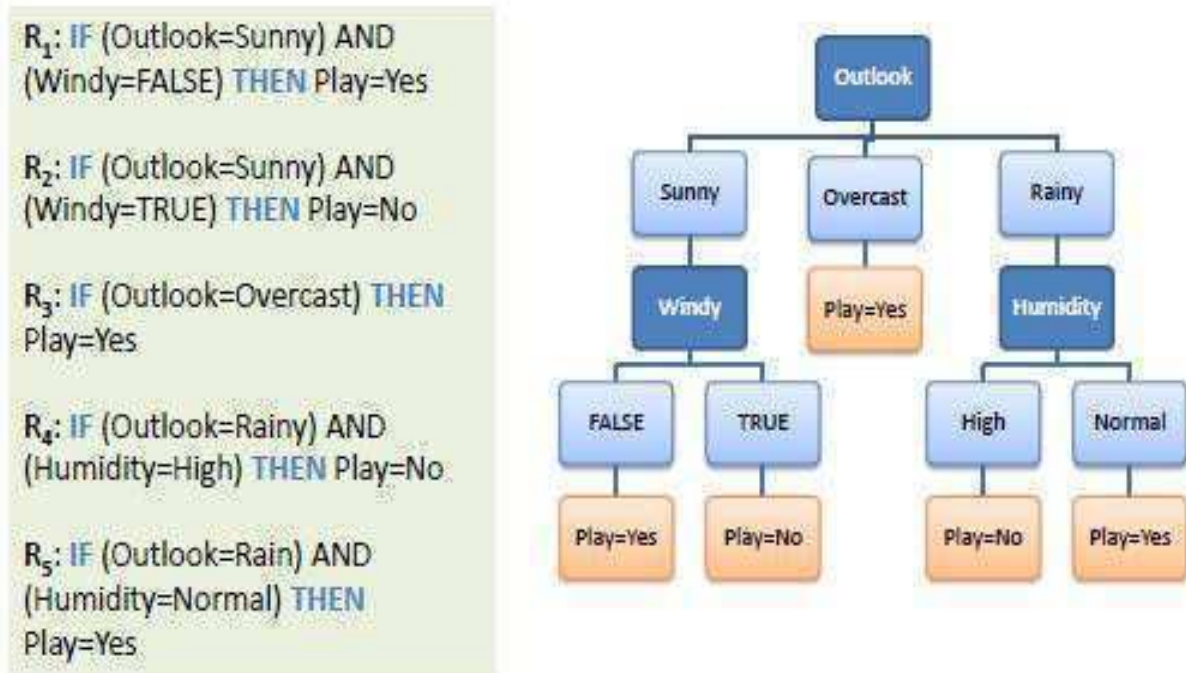 R₁: IF (Outlook=Sunny) AND
(Windy=FALSE) THEN Play=Yes
R₂: IF (Outlook=Sunny) AND
(Windy=TRUE) THEN Play=No
R₃: IF (Outlook=Overcast) THEN
Play=Yes
R₄: IF (Outlook=Rainy) AND
(Humidity=High) THEN Play=No
R₅: IF (Outlook=Rain) AND
(Humidity=Normal) THEN
Play=Yes
Outlook
Sunny
Overcast
Rainy
Windy
Play=Yes
Humidity
FALSE
TRUE
High
Normal
Play=Yes
Play=No
Play=No
Play=Yes